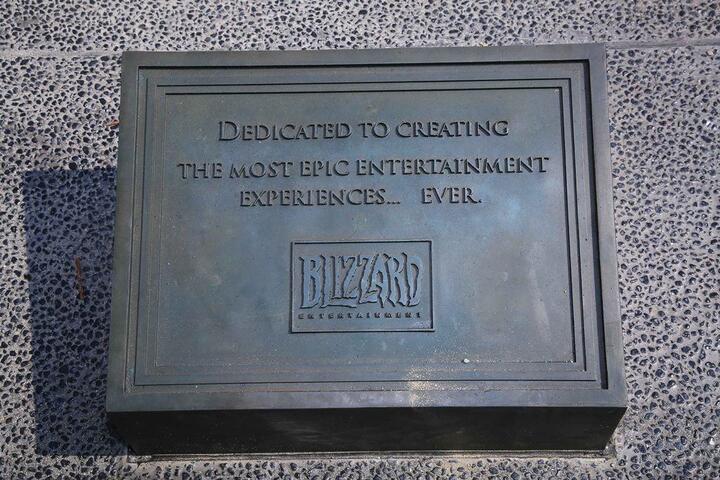 DEDICATED TO CREATING
THE MOST EPIC ENTERTAINMENT
EXPERIENCES... EVER.
BLIZZARD
ENTERTAINMENT